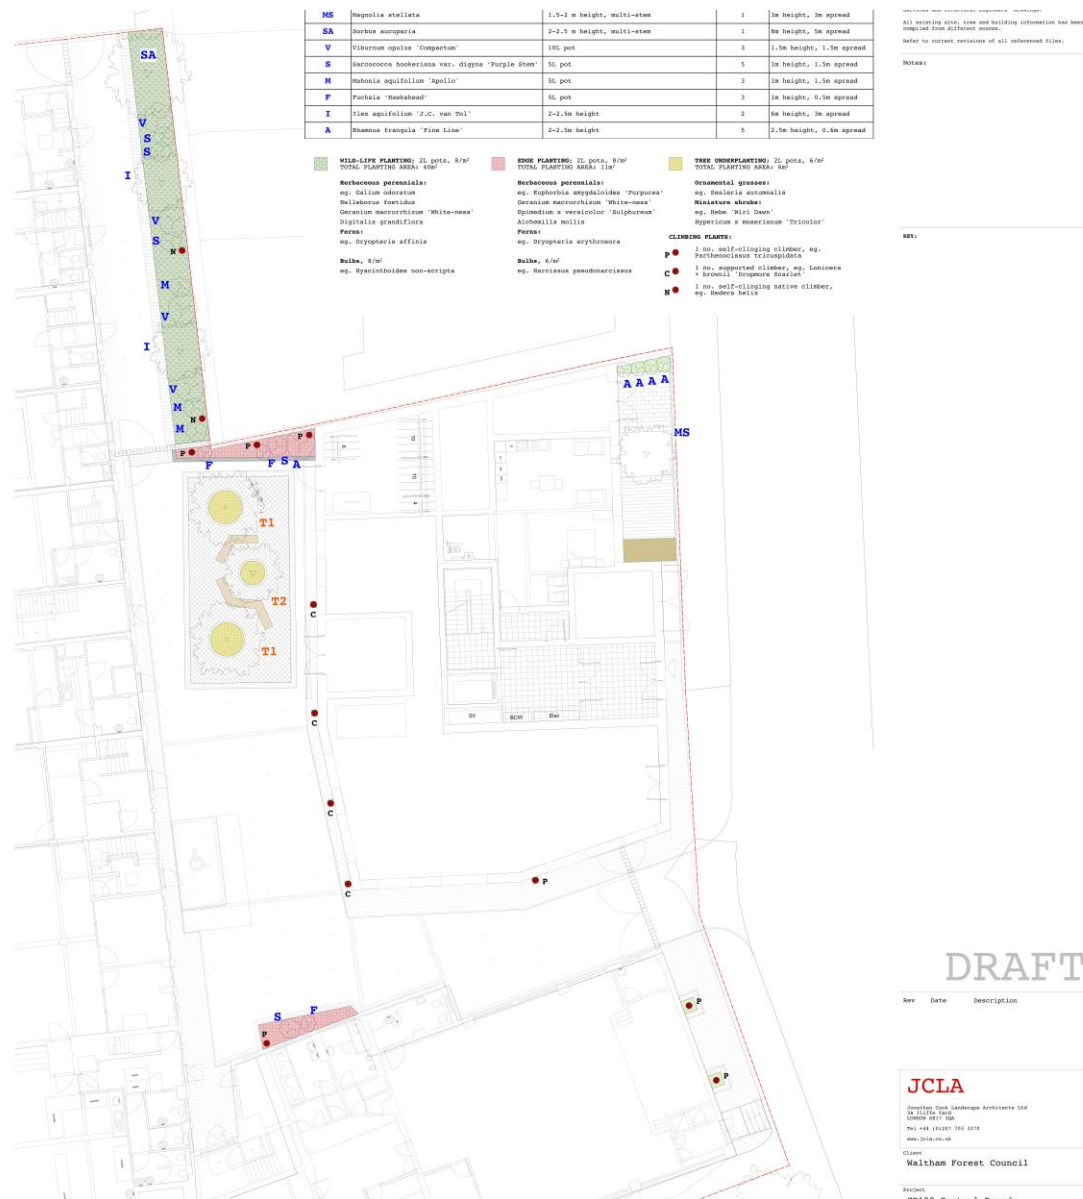 MS Magnolia stellata 1.5-2 m height, multi-stem 1 3m height, 3m spread
SA Sorbus aucuparia 2-2.5 m height, multi-stem 1 8m height, 5m spread
V Viburnum opulus 'Compactum' 10L pot 3 1.5m height, 1.5m spread
S Sarcococca hookeriana var. digyna 'Purple Stem' 5L pot 5 1m height, 1.5m spread
M Mahonia aquifolium 'Apollo' 5L pot 3 1m height, 1.5m spread
F Fuchsia 'Hawkshead' 5L pot 3 1m height, 0.5m spread
I Ilex aquifolium 'J.C. van Tol' 2-2.5m height 2 6m height, 3m spread
A Rhamnus frangula 'Fine Line' 2-2.5m height 5 2.5m height, 0.6m spread
WILD-LIFE PLANTING; 2L pots, 8/m²
TOTAL PLANTING AREA: 40m²
Herbaceous perennials:
eg. Galium odoratum
Helleborus foetidus
Geranium macrorrhizum 'White-ness'
Digitalis grandiflora
Ferns:
eg. Dryopteris affinis
Bulbs, 8/m²
eg. Hyacinthoides non-scripta
EDGE PLANTING; 2L pots, 8/m²
TOTAL PLANTING AREA: 11m²
Herbaceous perennials:
eg. Euphorbia amygdaloides 'Purpurea'
Geranium macrorrhizum 'White-ness'
Epimedium x versicolor 'Sulphureum'
Alchemilla mollis
Ferns:
eg. Dryopteris erythrosora
Bulbs, 6/m²
eg. Narcissus pseudonarcissus
TREE UNDERPLANTING; 2L pots, 6/m²
TOTAL PLANTING AREA: 6m²
Ornamental grasses:
eg. Sesleria autumnalis
Miniature shrubs:
eg. Hebe 'Wiri Dawn'
Hypericum x moserianum 'Tricolor'
CLIMBING PLANTS:
P 1 no. self-clinging climber, eg.
Parthenocissus tricuspidata
C 1 no. supported climber, eg. Lonicera
× brownii 'Dropmore Scarlet'
N 1 no. self-clinging native climber,
eg. Hedera helix
All existing site, tree and building information has been
compiled from different sources.
Refer to current revisions of all referenced files.
Notes:
KEY:
SA
V
S
S
I
V
S
N
M
V
I
V
M
N
M
P
P
P
F
F S A
A A A A
MS
T1
T2
T1
C
C
C
C
P
SV
BCW
Elec
S
F
P
P
P
DRAFT
Rev Date Description
JCLA
Jonathan Cook Landscape Architects Ltd
3A Iliffe Yard
LONDON SE17 3QA
www.jcla.co.uk
Client
Waltham Forest Council
Project